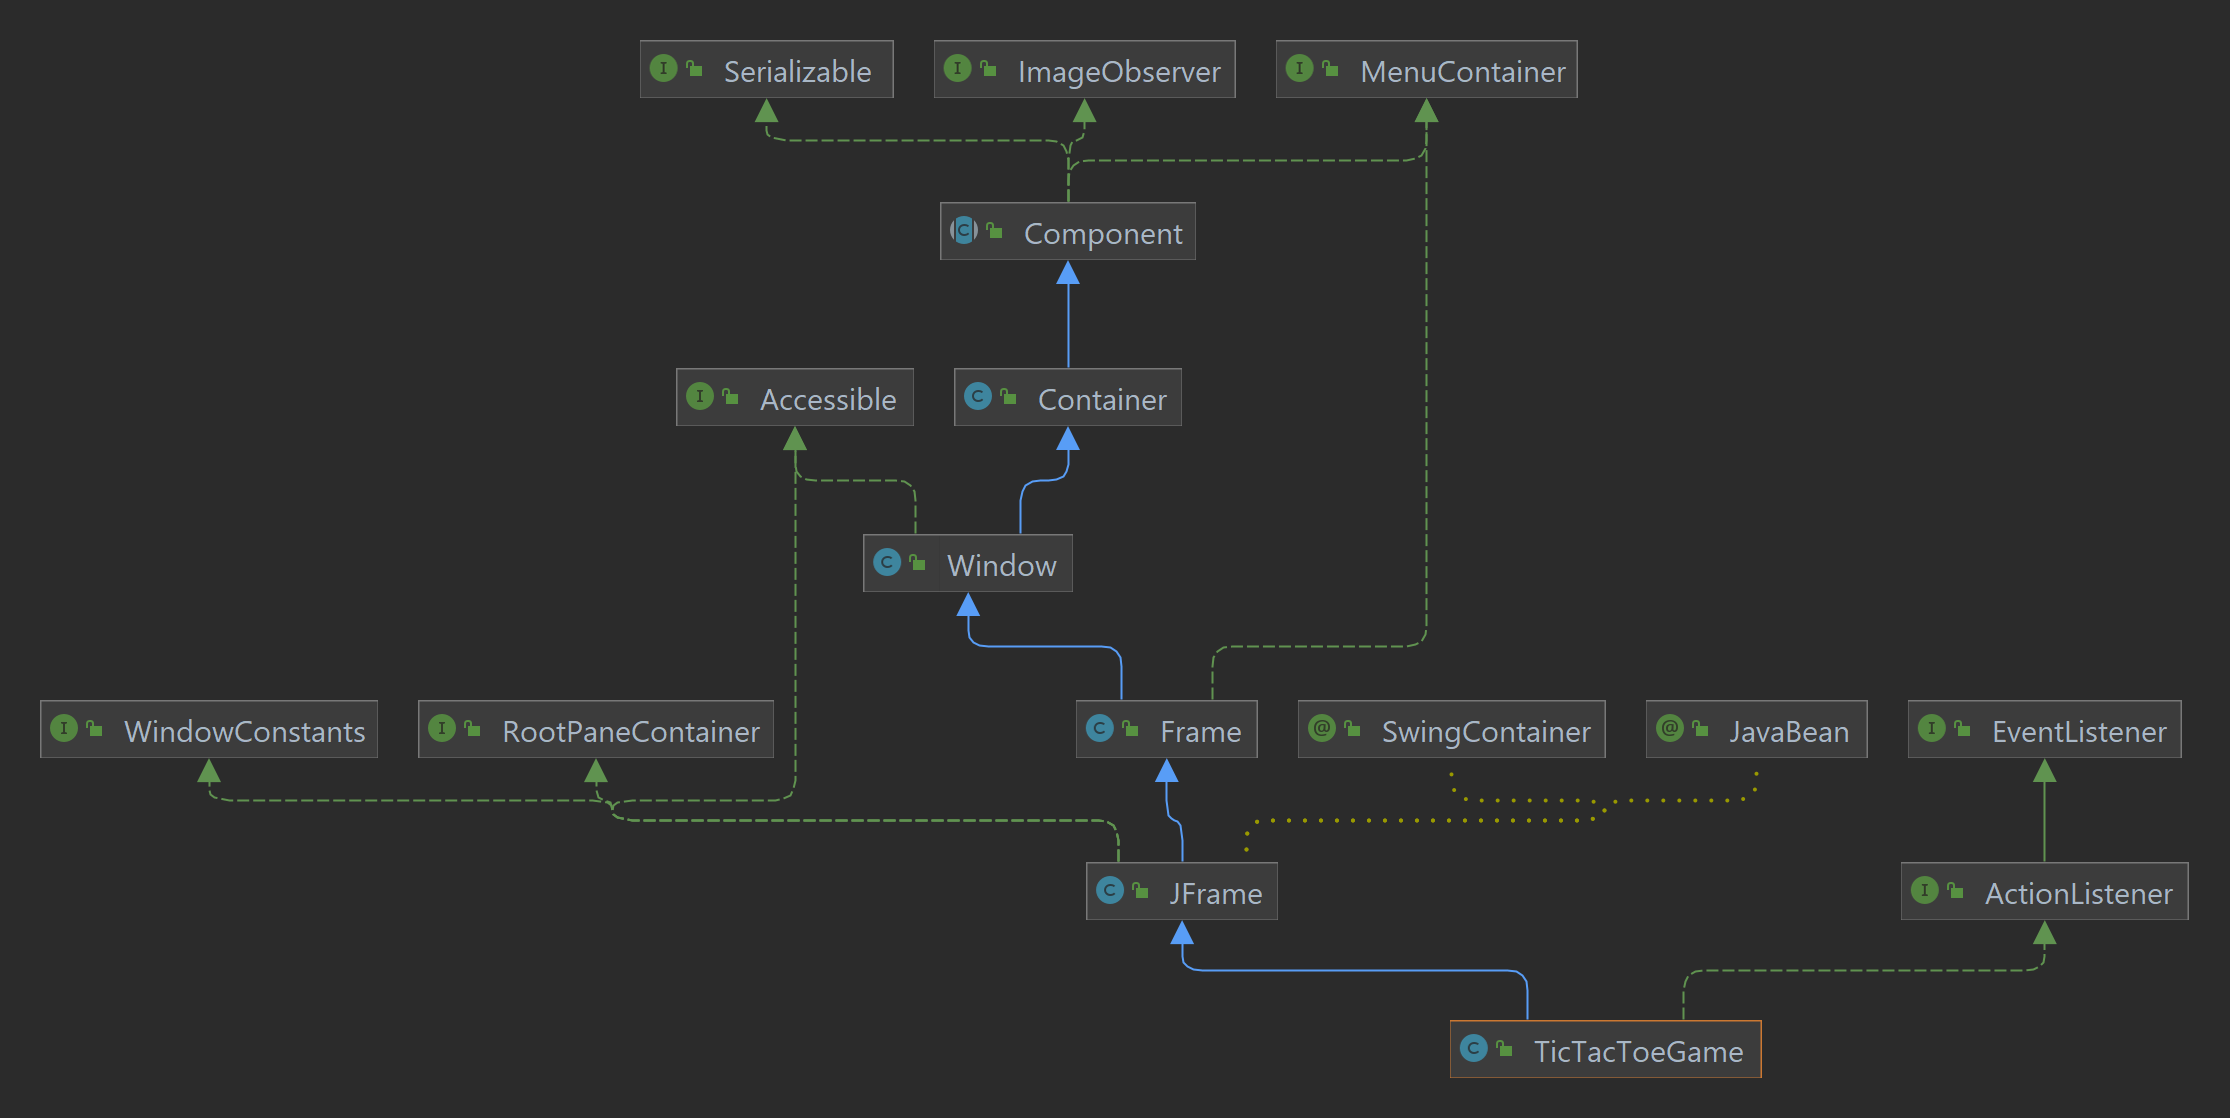 I Serializable
I ImageObserver
I MenuContainer
C Component
I Accessible
C Container
C Window
I WindowConstants
I RootPaneContainer
C Frame
@ SwingContainer
@ JavaBean
I EventListener
C JFrame
I ActionListener
C TicTacToeGame